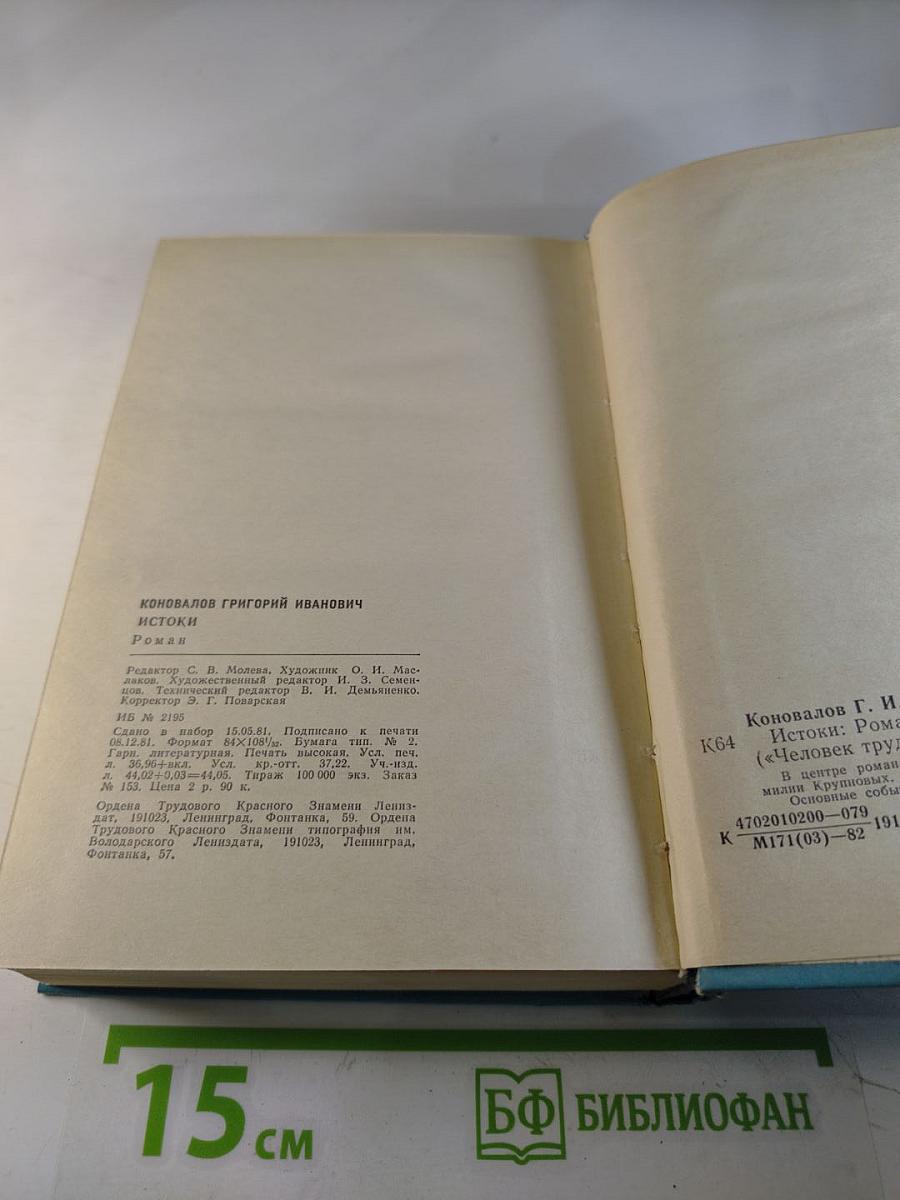 КОНОВАЛОВ ГРИГОРИЙ ИВАНОВИЧ
ИСТОКИ
Роман
Редактор С. В. Молева. Художник О. И. Мас-
лаков. Художественный редактор И. З. Семен-
цов. Технический редактор В. И. Демьяненко.
Корректор Э. Г. Поварская
ИБ № 2195
Сдано в набор 15.05.81. Подписано к печати
08.12.81. Формат 84×108¹/₃₂. Бумага тип. № 2.
Гарн. литературная. Печать высокая. Усл. печ.
л. 36,96+вкл. Усл. кр.-отт. 37,22. Уч.-изд.
л. 44,02+0,03=44,05. Тираж 100 000 экз. Заказ
№ 153. Цена 2 р. 90 к.
Ордена Трудового Красного Знамени Лениз-
дат, 191023, Ленинград, Фонтанка, 59. Ордена
Трудового Красного Знамени типография им.
Володарского Лениздата, 191023, Ленинград,
Фонтанка, 57.
Коновалов Г. И.
К64 Истоки: Рома
(«Человек труд
В центре роман
милии Крупновых.
Основные собы
К 4702010200—079
М171(03)—82 191
15 см
БФ БИБЛИОФАН